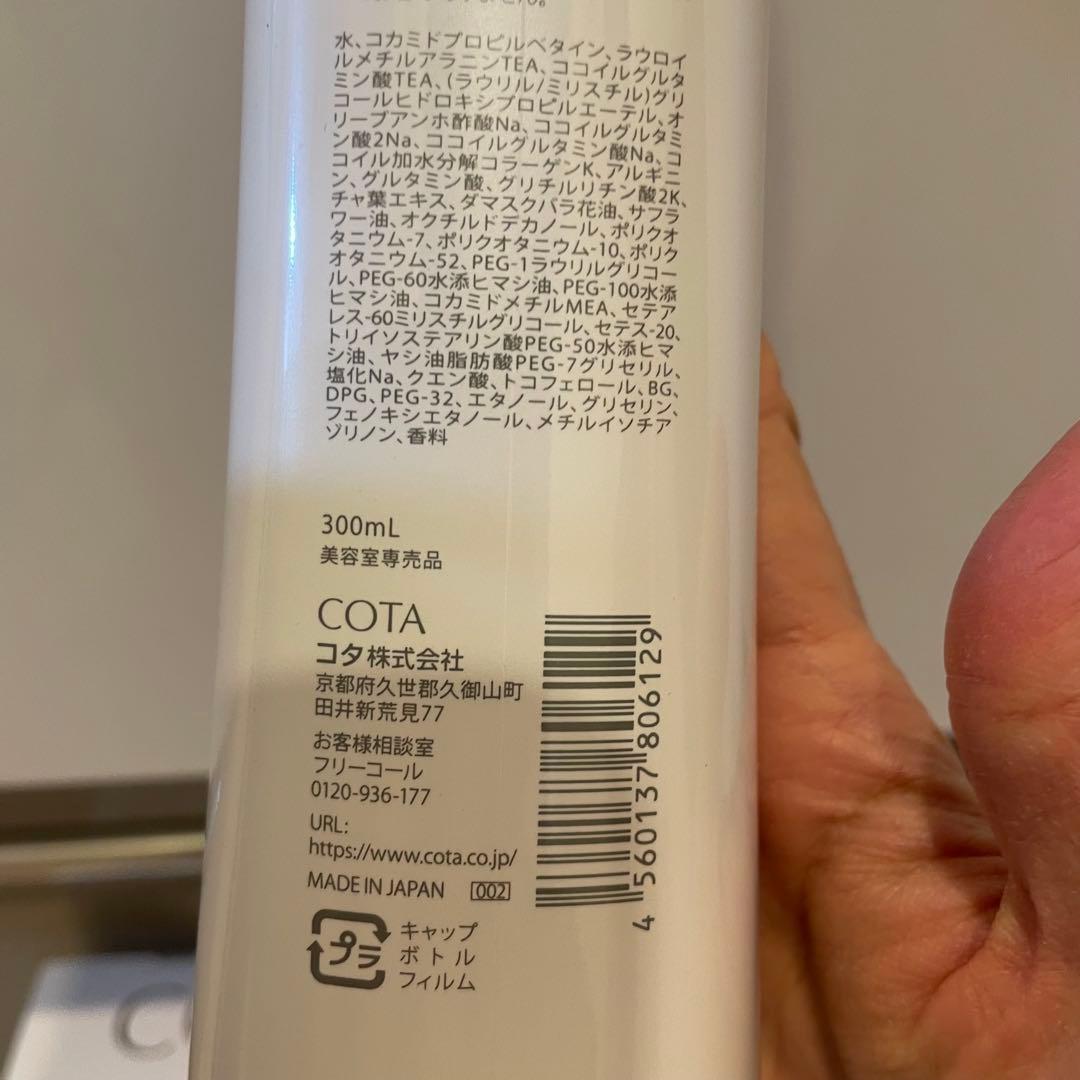 水、コカミドプロピルベタイン、ラウロイ
ルメチルアラニンTEA、ココイルグルタ
ミン酸TEA、(ラウリル/ミリスチル)グリ
コールヒドロキシプロピルエーテル、オ
リーブアンホ酢酸Na、ココイルグルタミ
ン酸2Na、ココイルグルタミン酸Na、コ
コイル加水分解コラーゲンK、アルギニ
ン、グルタミン酸、グリチルリチン酸2K、
チャ葉エキス、ダマスクバラ花油、サフラ
ワー油、オクチルドデカノール、ポリクオ
タニウム-7、ポリクオタニウム-10、ポリク
オタニウム-52、PEG-1ラウリルグリコー
ル、PEG-60水添ヒマシ油、PEG-100水添
ヒマシ油、コカミドメチルMEA、セテア
レス-60ミリスチルグリコール、セテス-20、
トリイソステアリン酸PEG-50水添ヒマ
シ油、ヤシ油脂肪酸PEG-7グリセリル、
塩化Na、クエン酸、トコフェロール、BG、
DPG、PEG-32、エタノール、グリセリン、
フェノキシエタノール、メチルイソチア
ゾリノン、香料
300mL
美容室専売品
COTA
コタ株式会社
京都府久世郡久御山町
田井新荒見77
お客様相談室
フリーコール
0120-936-177
URL:
https://www.cota.co.jp/
MADE IN JAPAN 002
プラ
キャップ
ボトル
フィルム
4 560137 806129